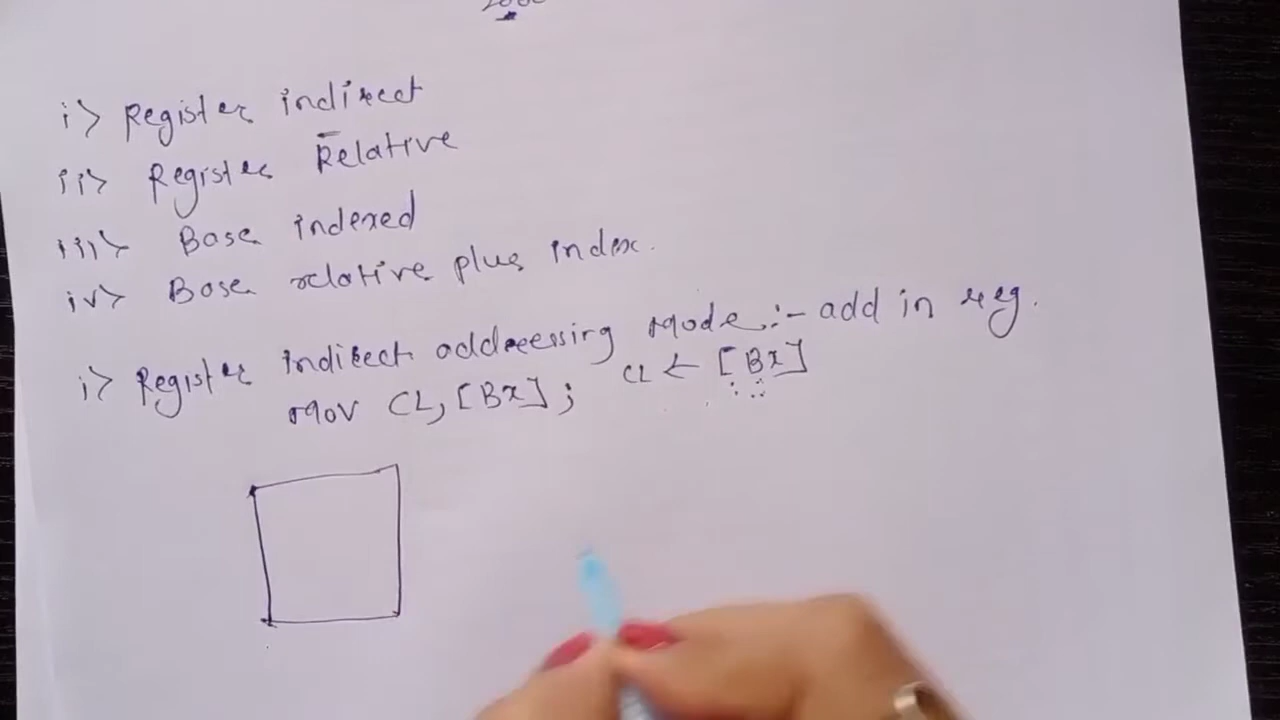 i> Register indirect
ii> Register Relative
iii> Base indexed
iv> Base relative plus index.
i> Register indirect addressing mode :- add in reg.
Mov CL, [BX] ; CL ← [BX]